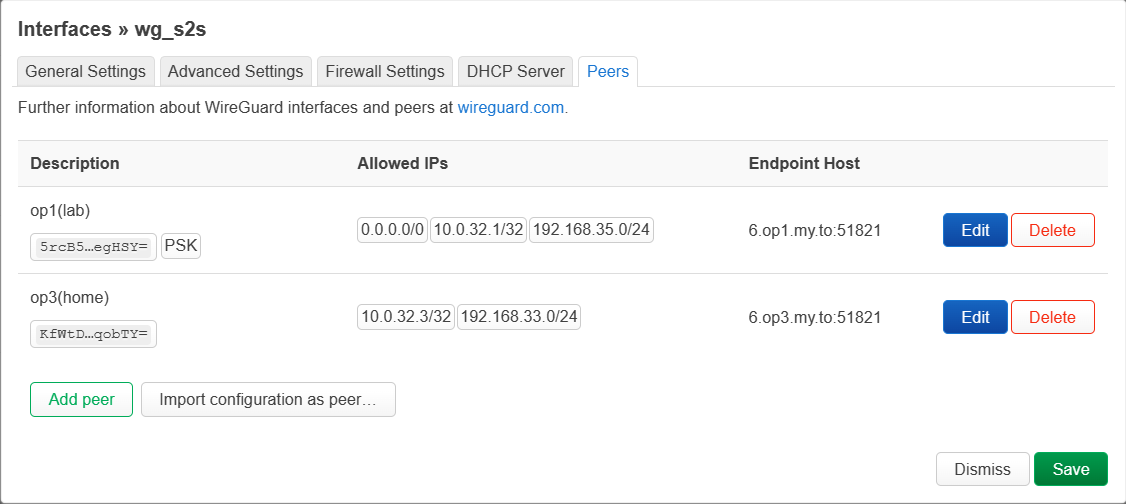 Interfaces » wg_s2s
General Settings Advanced Settings Firewall Settings DHCP Server Peers
Further information about WireGuard interfaces and peers at wireguard.com.
Description Allowed IPs Endpoint Host
op1(lab)
5rcB5…egHSY= PSK 0.0.0.0/0 10.0.32.1/32 192.168.35.0/24 6.op1.my.to:51821 Edit Delete
op3(home)
KfWtD…qobTY= 10.0.32.3/32 192.168.33.0/24 6.op3.my.to:51821 Edit Delete
Add peer Import configuration as peer…
Dismiss Save